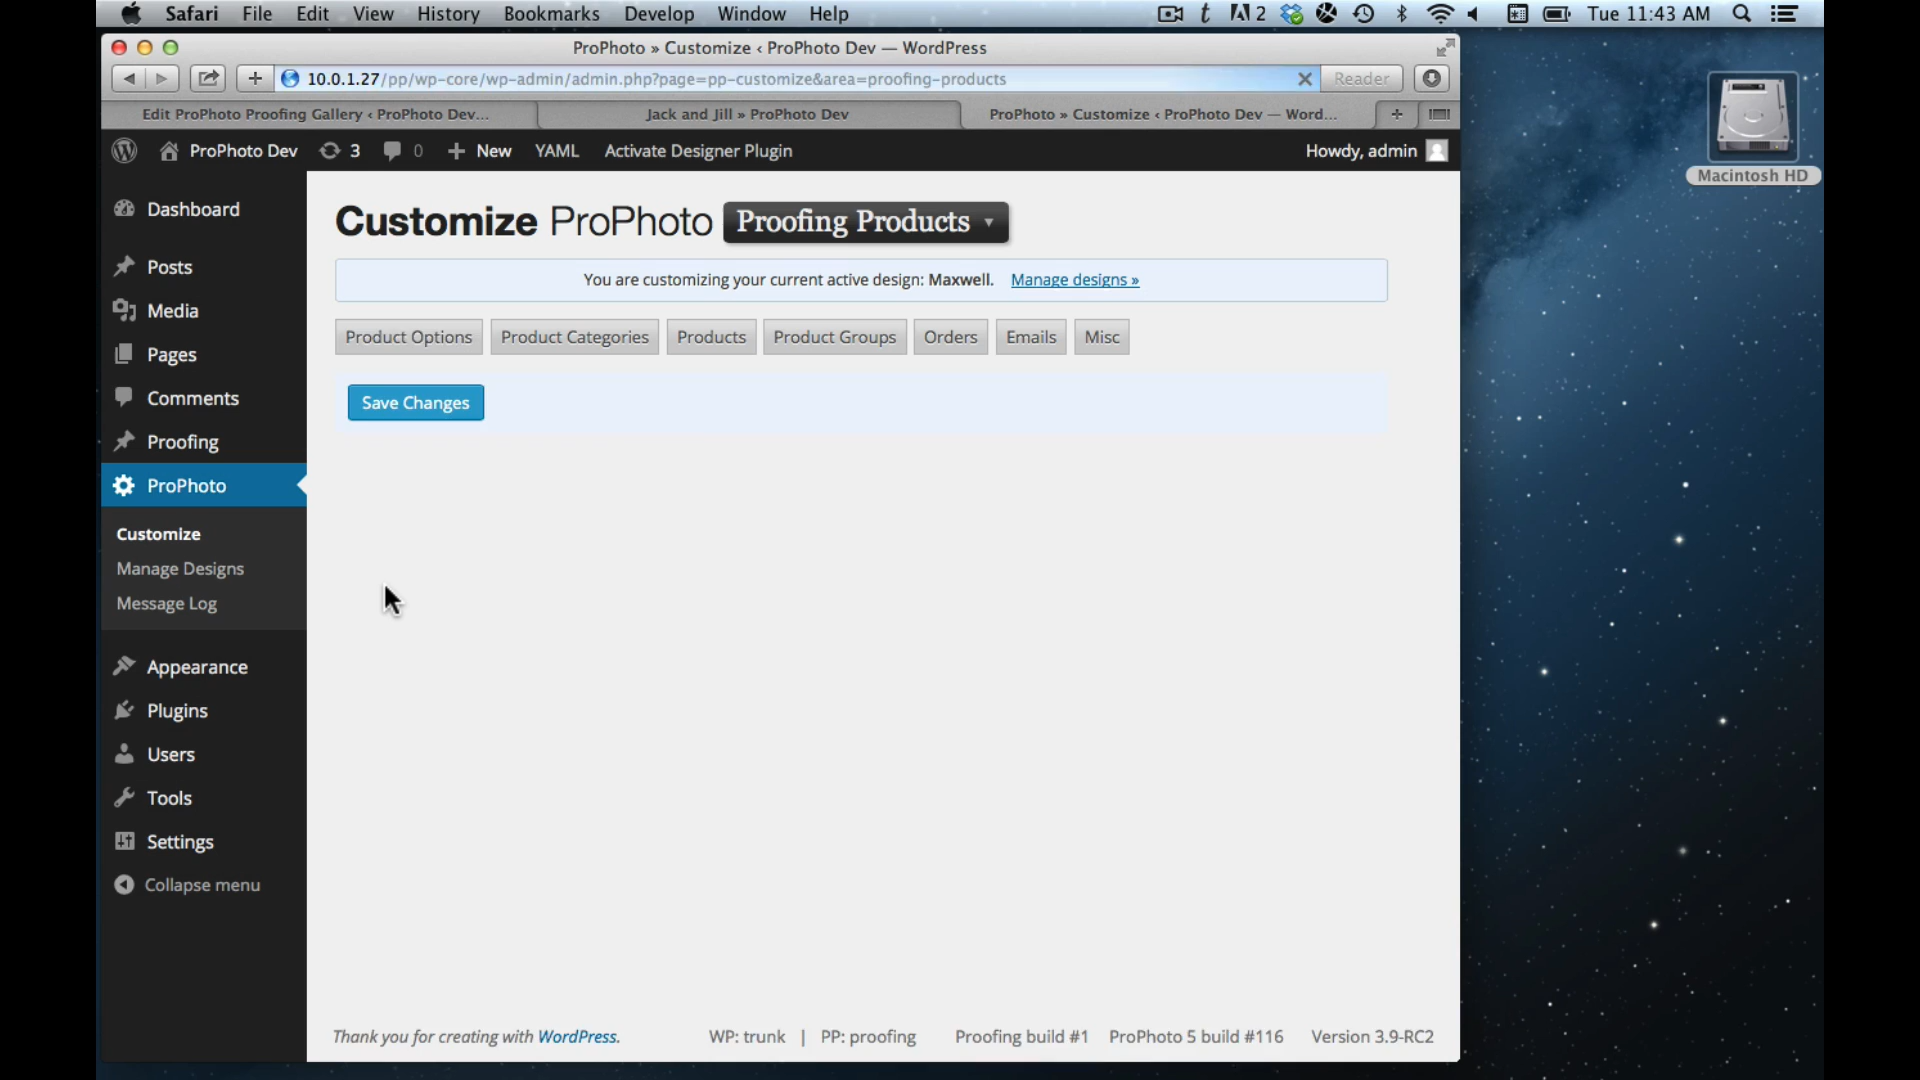 Safari File Edit View History Bookmarks Develop Window Help 2 Tue 11:43 AM
ProPhoto » Customize ‹ ProPhoto Dev — WordPress
10.0.1.27/pp/wp-core/wp-admin/admin.php?page=pp-customize&area=proofing-products Reader
Edit ProPhoto Proofing Gallery ‹ ProPhoto Dev... Jack and Jill » ProPhoto Dev ProPhoto » Customize ‹ ProPhoto Dev — Word... +
ProPhoto Dev 3 0 + New YAML Activate Designer Plugin Howdy, admin
Macintosh HD
Dashboard
Posts
Media
Pages
Comments
Proofing
ProPhoto
Customize
Manage Designs
Message Log
Appearance
Plugins
Users
Tools
Settings
Collapse menu
Customize ProPhoto Proofing Products
You are customizing your current active design: Maxwell. Manage designs »
Product Options Product Categories Products Product Groups Orders Emails Misc
Save Changes
Thank you for creating with WordPress. WP: trunk | PP: proofing Proofing build #1 ProPhoto 5 build #116 Version 3.9-RC2